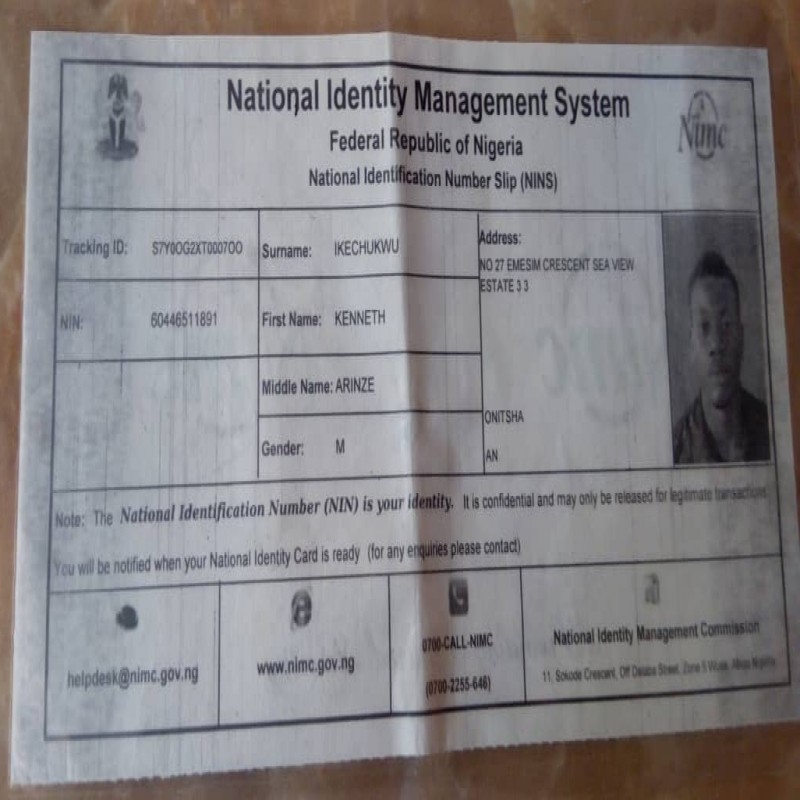 National Identity Management System
Federal Republic of Nigeria
National Identification Number Slip (NINS)
Nimc
Tracking ID: S7Y0OG2XT0007OO
Surname: IKECHUKWU
Address:
NO 27 EMESIM CRESCENT SEA VIEW
ESTATE 3 3
NIN: 60446511891
First Name: KENNETH
Middle Name: ARINZE
ONITSHA
Gender: M
AN
Note: The National Identification Number (NIN) is your identity. It is confidential and may only be released for legitimate transactions.
You will be notified when your National Identity Card is ready (for any enquiries please contact)
helpdesk@nimc.gov.ng
www.nimc.gov.ng
0700-CALL-NIMC
(0700-2255-646)
National Identity Management Commission
11, Sokode Crescent, Off Dalaba Street, Zone 5 Wuse, Abuja Nigeria